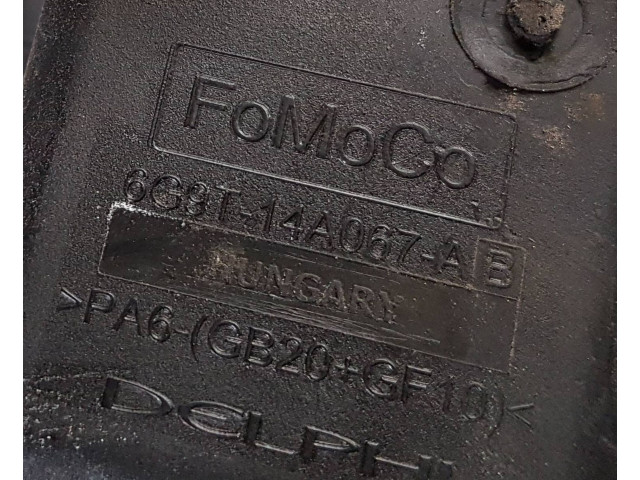 FoMoCo
6G9T-14A067-AB
HUNGARY
>PA6-(GB20+GF10)<
DELPHI